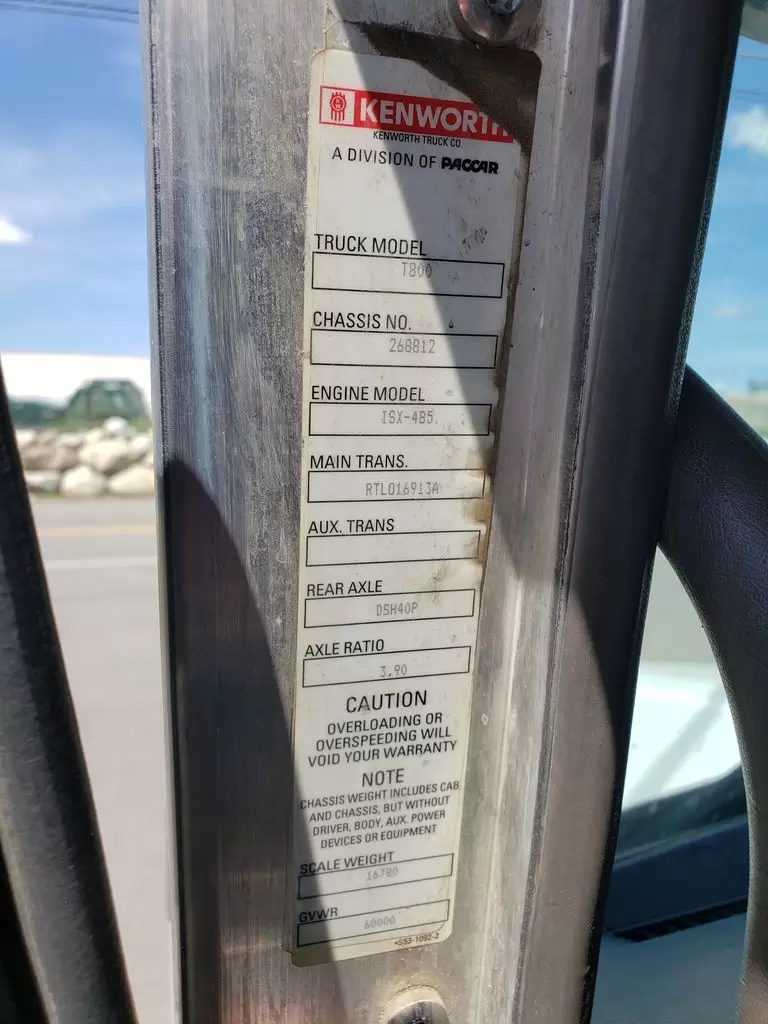 KENWORTH
KENWORTH TRUCK CO.
A DIVISION OF PACCAR
TRUCK MODEL
T800
CHASSIS NO.
268812
ENGINE MODEL
ISX-485
MAIN TRANS.
RTLO16913A
AUX. TRANS
REAR AXLE
DSH40P
AXLE RATIO
3.90
CAUTION
OVERLOADING OR
OVERSPEEDING WILL
VOID YOUR WARRANTY
NOTE
CHASSIS WEIGHT INCLUDES CAB
AND CHASSIS, BUT WITHOUT
DRIVER, BODY, AUX. POWER
DEVICES OR EQUIPMENT
SCALE WEIGHT
16780
GVWR
60000
*S53-1092-2